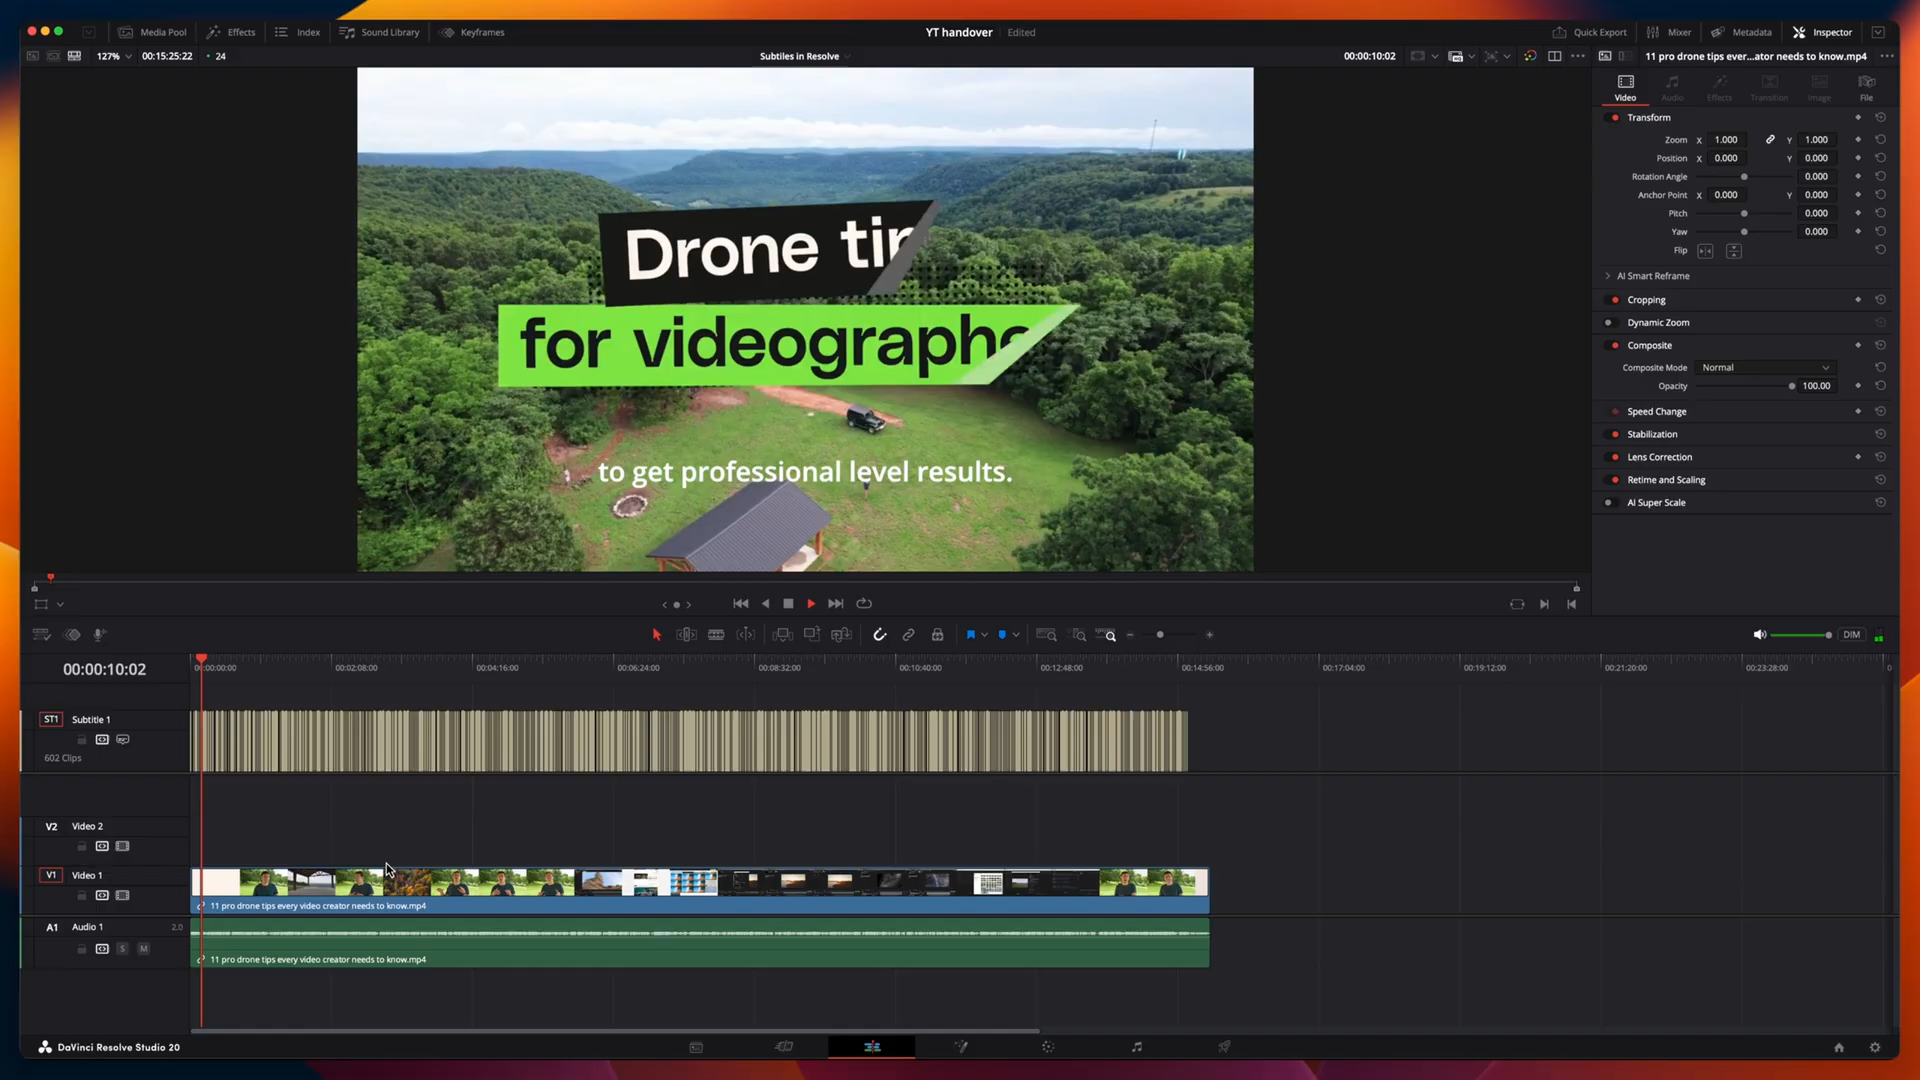 Media Pool
Effects
Index
Sound Library
Keyframes
YT handover
Edited
Quick Export
Mixer
Metadata
Inspector
127%
00:15:25:22
24
Subtiles in Resolve
00:00:10:02
11 pro drone tips ever...ator needs to know.mp4
Video
Audio
Effects
Transition
Image
File
Transform
Zoom X 1.000 Y 1.000
Position X 0.000 Y 0.000
Rotation Angle 0.000
Anchor Point X 0.000 Y 0.000
Pitch 0.000
Yaw 0.000
Flip
AI Smart Reframe
Cropping
Dynamic Zoom
Composite
Composite Mode Normal
Opacity 100.00
Speed Change
Stabilization
Lens Correction
Retime and Scaling
AI Super Scale
Drone tip
for videographe
to get professional level results.
DIM
00:00:10:02
00:00:00:00
00:02:08:00
00:04:16:00
00:06:24:00
00:08:32:00
00:10:40:00
00:12:48:00
00:14:56:00
00:17:04:00
00:19:12:00
00:21:20:00
00:23:28:00
ST1 Subtitle 1
602 Clips
V2 Video 2
V1 Video 1
11 pro drone tips every video creator needs to know.mp4
A1 Audio 1 2.0
S M
11 pro drone tips every video creator needs to know.mp4
DaVinci Resolve Studio 20